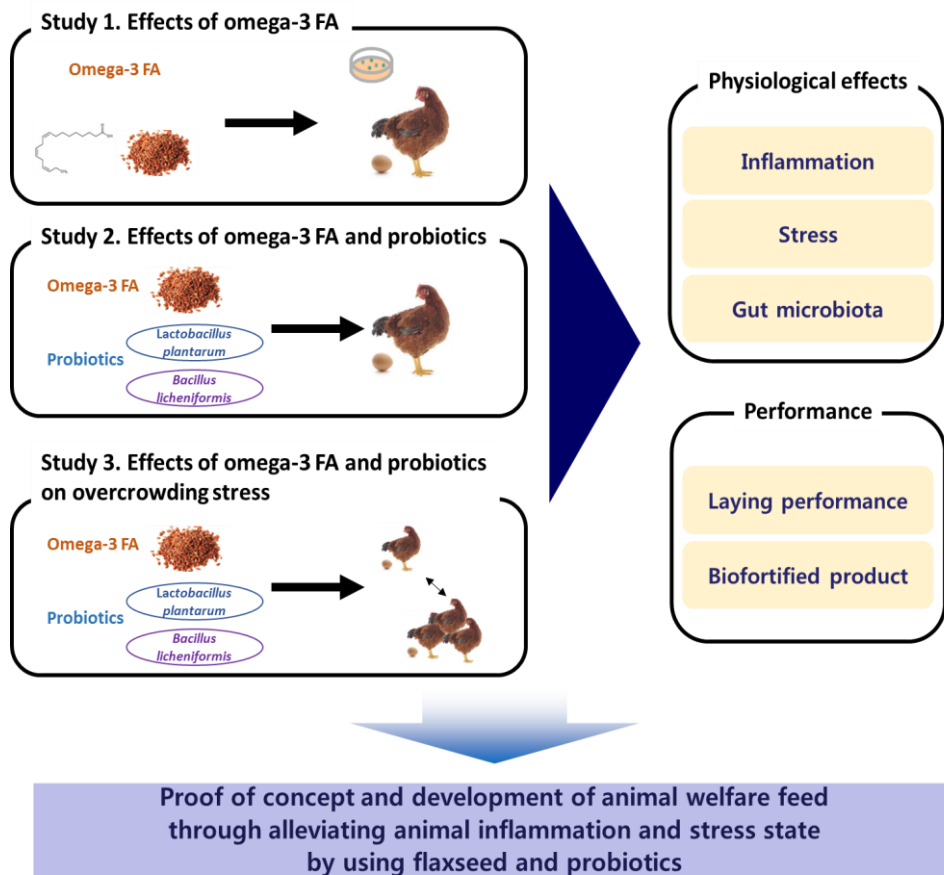 Study 1. Effects of omega-3 FA
Omega-3 FA
Study 2. Effects of omega-3 FA and probiotics
Omega-3 FA
Probiotics
Lactobacillus
plantarum
Bacillus
licheniformis
Study 3. Effects of omega-3 FA and probiotics
on overcrowding stress
Omega-3 FA
Probiotics
Lactobacillus
plantarum
Bacillus
licheniformis
Physiological effects
Inflammation
Stress
Gut microbiota
Performance
Laying performance
Biofortified product
Proof of concept and development of animal welfare feed
through alleviating animal inflammation and stress state
by using flaxseed and probiotics